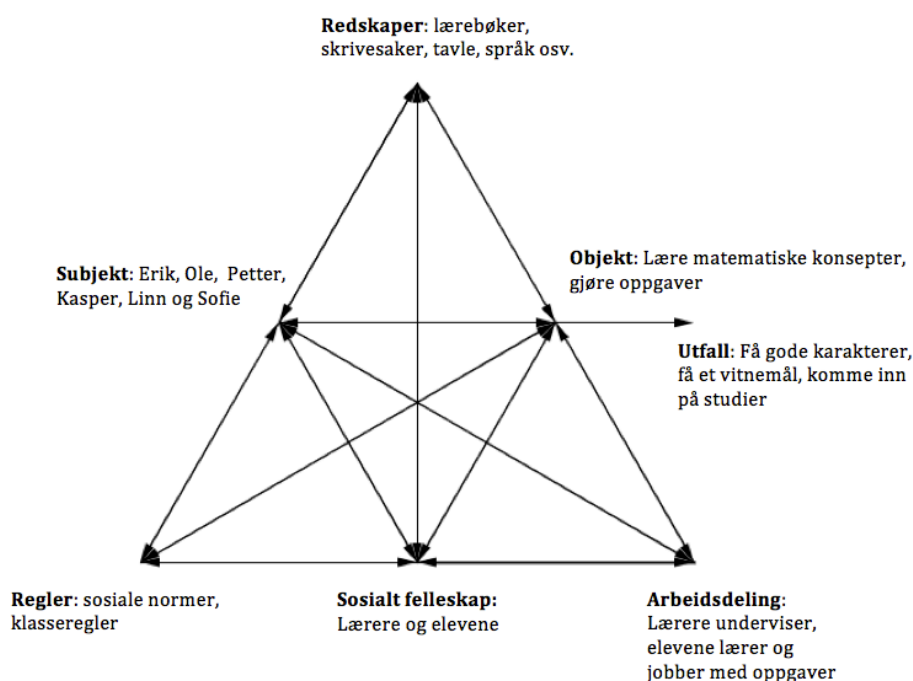 Redskaper: lærebøker,
skrivesaker, tavle, språk osv.
Subjekt: Erik, Ole, Petter,
Kasper, Linn og Sofie
Objekt: Lære matematiske konsepter,
gjøre oppgaver
Utfall: Få gode karakterer,
få et vitnemål, komme inn
på studier
Regler: sosiale normer,
klasseregler
Sosialt felleskap:
Lærere og elevene
Arbeidsdeling:
Lærere underviser,
elevene lærer og
jobber med oppgaver